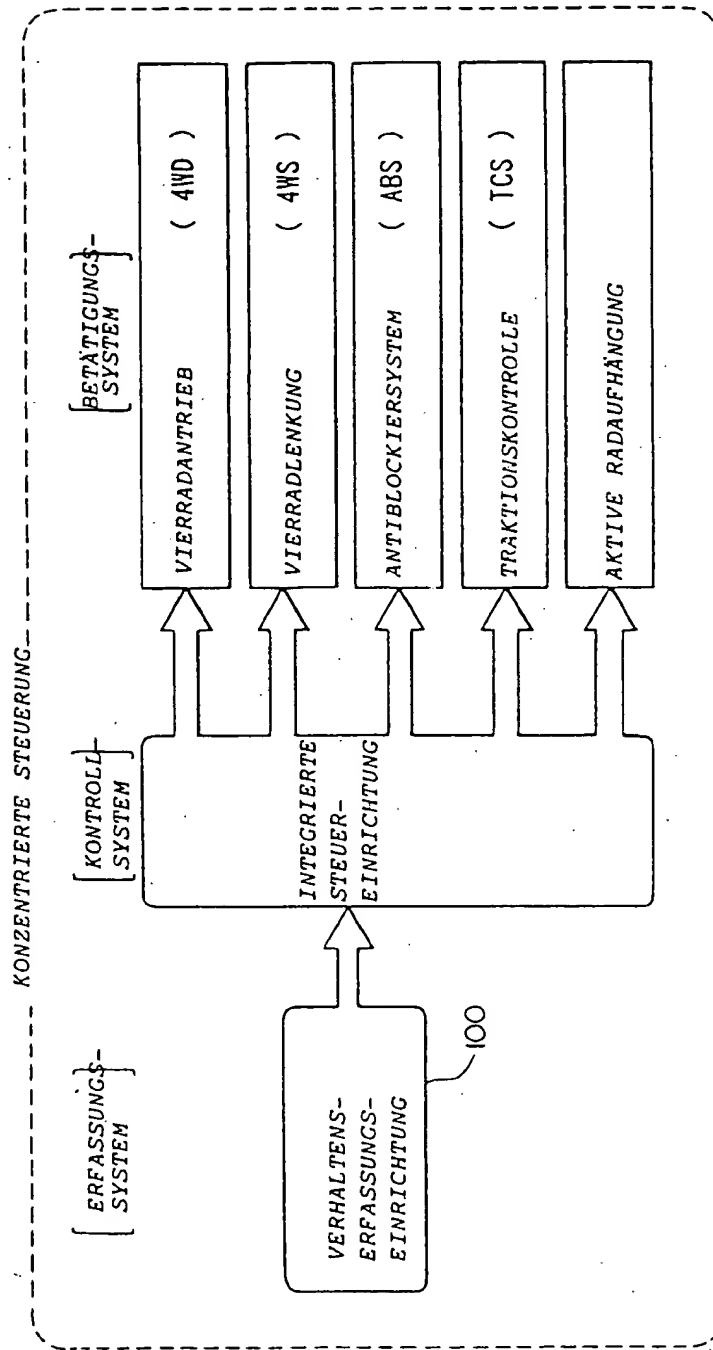 KONZENTRIERTE STEUERUNG
ERFASSUNGS-
SYSTEM
KONTROLL-
SYSTEM
BETÄTIGUNGS-
SYSTEM
VERHALTENS-
ERFASSUNGS-
EINRICHTUNG
100
INTEGRIERTE
STEUER-
EINRICHTUNG
VIERRADANTRIEB ( 4WD )
VIERRADLENKUNG ( 4WS )
ANTIBLOCKIERSYSTEM ( ABS )
TRAKTIONSKONTROLLE ( TCS )
AKTIVE RADAUFHÄNGUNG